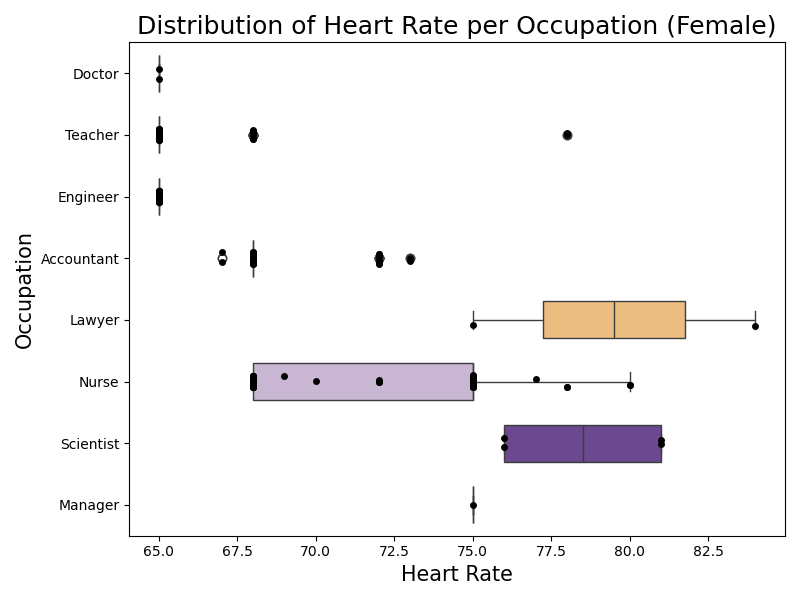 Distribution of Heart Rate per Occupation (Female)
Occupation
Doctor
Teacher
Engineer
Accountant
Lawyer
Nurse
Scientist
Manager
65.0 67.5 70.0 72.5 75.0 77.5 80.0 82.5
Heart Rate